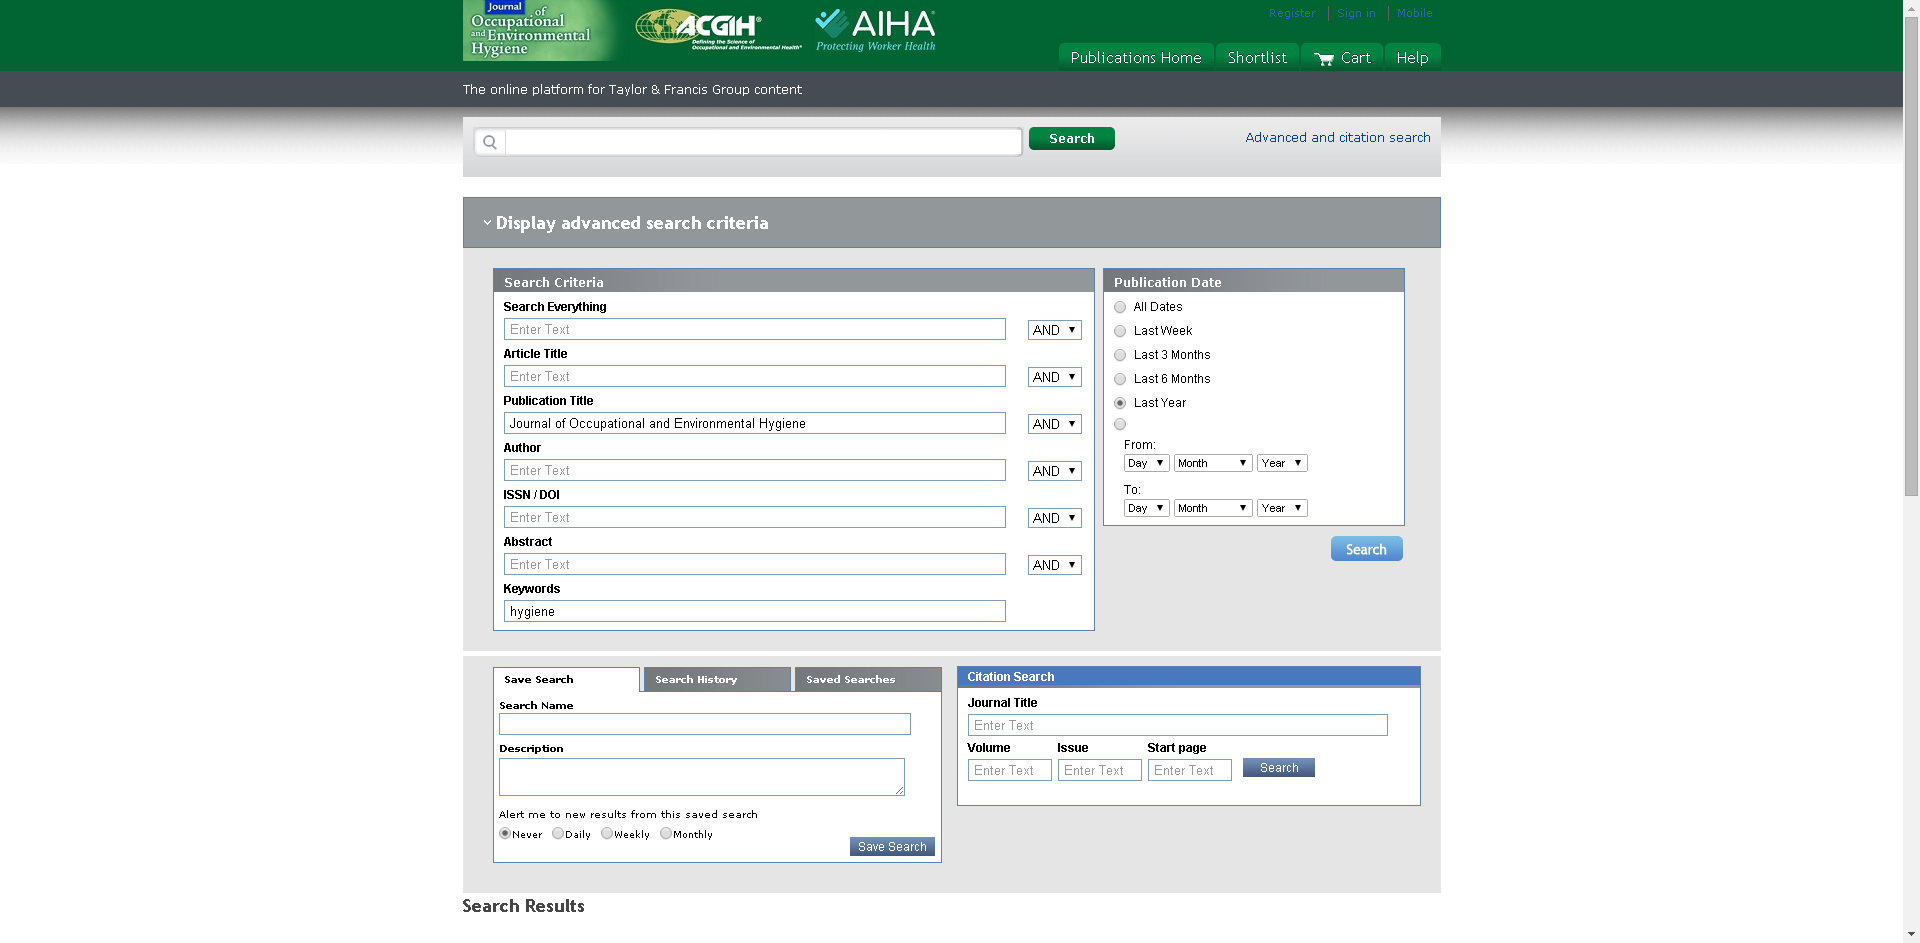 Journal
of
Occupational
and Environmental
Hygiene
ACGIH®
Defining the Science of
Occupational and Environmental Health®
AIHA®
Protecting Worker Health
Register
Sign in
Mobile
Publications Home
Shortlist
Cart
Help
The online platform for Taylor & Francis Group content
Search
Advanced and citation search
Display advanced search criteria
Search Criteria
Search Everything
Enter Text
AND
Article Title
Enter Text
AND
Publication Title
Journal of Occupational and Environmental Hygiene
AND
Author
Enter Text
AND
ISSN / DOI
Enter Text
AND
Abstract
Enter Text
AND
Keywords
hygiene
Publication Date
All Dates
Last Week
Last 3 Months
Last 6 Months
Last Year
From:
Day Month Year
To:
Day Month Year
Search
Save Search
Search History
Saved Searches
Search Name
Description
Alert me to new results from this saved search
Never Daily Weekly Monthly
Save Search
Citation Search
Journal Title
Enter Text
Volume Issue Start page
Enter Text Enter Text Enter Text Search
Search Results